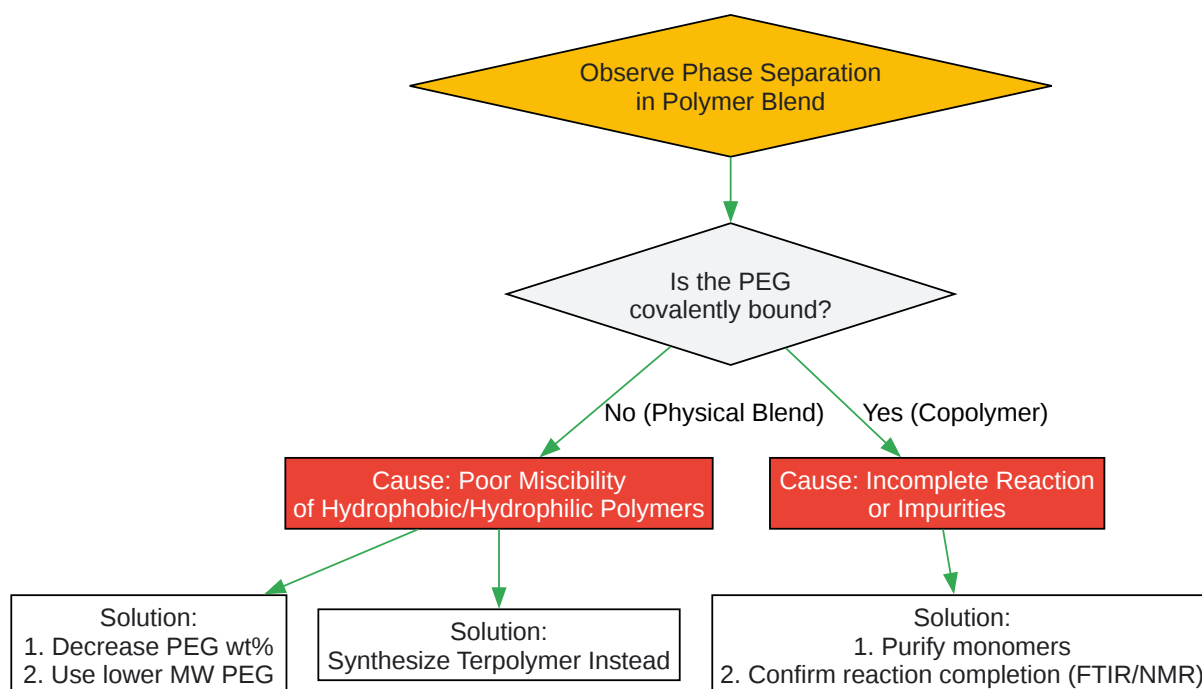 Observe Phase Separation
in Polymer Blend
Is the PEG
covalently bound?
No (Physical Blend)
Yes (Copolymer)
Cause: Poor Miscibility
of Hydrophobic/Hydrophilic Polymers
Cause: Incomplete Reaction
or Impurities
Solution:
1. Decrease PEG wt%
2. Use lower MW PEG
Solution:
Synthesize Terpolymer Instead
Solution:
1. Purify monomers
2. Confirm reaction completion (FTIR/NMR)